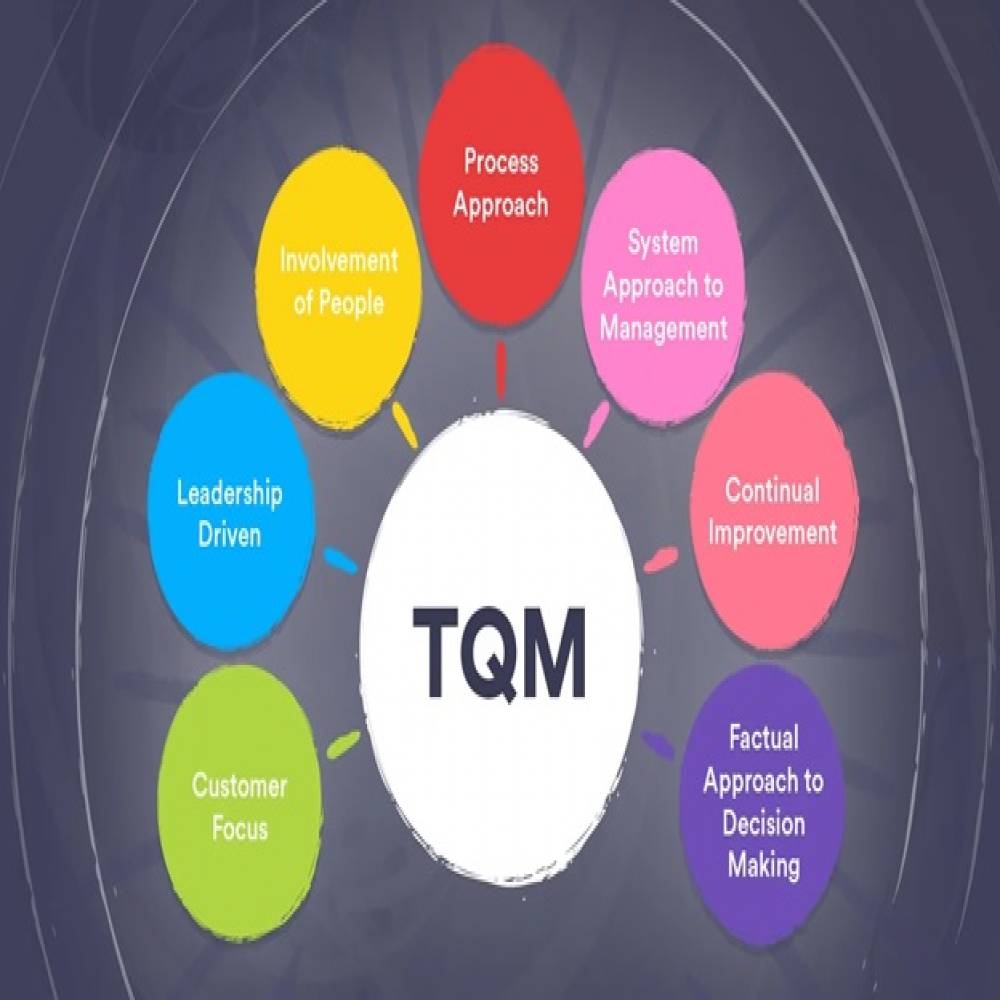 Process
Approach
Involvement
of People
System
Approach to
Management
Leadership
Driven
Continual
Improvement
TQM
Customer
Focus
Factual
Approach to
Decision
Making